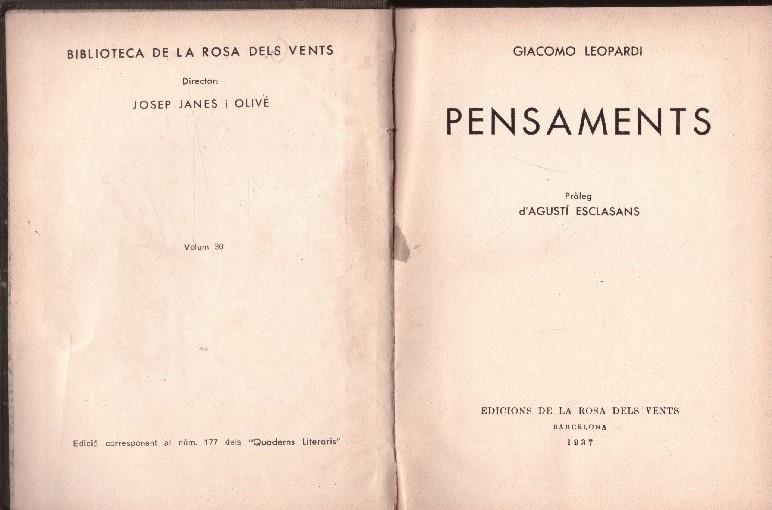 BIBLIOTECA DE LA ROSA DELS VENTS
Director:
JOSEP JANES i OLIVÉ
Volum 30
Edició corresponent al núm. 177 dels "Quaderns Literaris"
GIACOMO LEOPARDI
PENSAMENTS
Pròleg
d'AGUSTÍ ESCLASANS
EDICIONS DE LA ROSA DELS VENTS
BARCELONA
1937